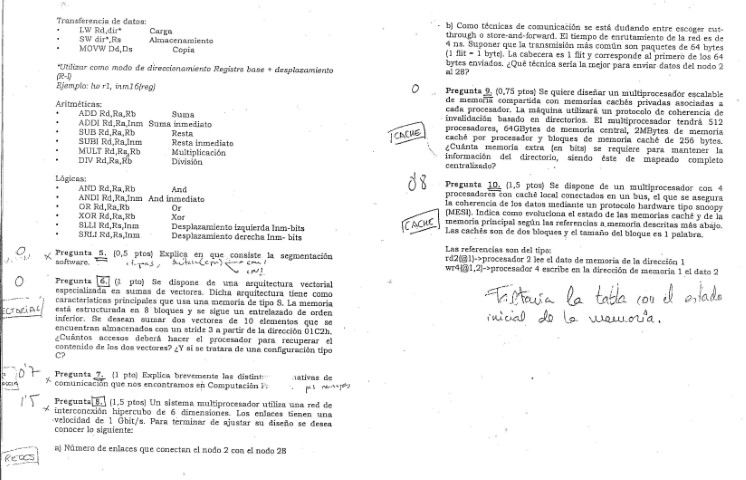 Transferencia de datos:
• LW Rd,dir* Carga
• SW dir*,Rs Almacenamiento
• MOVW Dd,Ds Copia
*Utilizar como modo de direccionamiento Registro base + desplazamiento
(R-I)
Ejemplo: lw r1, inm16(reg)
Aritméticas:
• ADD Rd,Ra,Rb Suma
• ADDI Rd,Ra,Inm Suma inmediato
• SUB Rd,Ra,Rb Resta
• SUBI Rd,Ra,Inm Resta inmediato
• MULT Rd,Ra,Rb Multiplicación
• DIV Rd,Ra,Rb División
Lógicas:
• AND Rd,Ra,Rb And
• ANDI Rd,Ra,Inm And inmediato
• OR Rd,Ra,Rb Or
• XOR Rd,Ra,Rb Xor
• SLLI Rd,Rs,Inm Desplazamiento izquierda Inm-bits
• SRLI Rd,Rs,Inm Desplazamiento derecha Inm- bits
x Pregunta 5. (0,5 ptos) Explica en que consiste la segmentación
software.
0 Pregunta 6. (1 pto) Se dispone de una arquitectura vectorial
especializada en sumas de vectores. Dicha arquitectura tiene como
características principales que usa una memoria de tipo S. La memoria
está estructurada en 8 bloques y se sigue un entrelazado de orden
inferior. Se desean sumar dos vectores de 10 elementos que se
encuentran almacenados con un stride 3 a partir de la dirección 01C2h.
¿Cuántos accesos deberá hacer el procesador para recuperar el
contenido de los dos vectores? ¿Y si se tratara de una configuración tipo
C?
0'7 x Pregunta 7. (1 pto) Explica brevemente las distint ativas de
comunicación que nos encontramos en Computación P
1'5 x Pregunta 8. (1,5 ptos) Un sistema multiprocesador utiliza una red de
interconexión hipercubo de 6 dimensiones. Los enlaces tienen una
velocidad de 1 Gbit/s. Para terminar de ajustar su diseño se desea
conocer lo siguiente:
a) Número de enlaces que conectan el nodo 2 con el nodo 28
REDES
b) Como técnicas de comunicación se está dudando entre escoger cut-
through o store-and-forward. El tiempo de enrutamiento de la red es de
4 ns. Suponer que la transmisión más común son paquetes de 64 bytes
(1 flit = 1 byte). La cabecera es 1 flit y corresponde al primero de los 64
bytes enviados. ¿Qué técnica sería la mejor para enviar datos del nodo 2
al 28?
0 Pregunta 9. (0,75 ptos) Se quiere diseñar un multiprocesador escalable
de memoria compartida con memorias cachés privadas asociadas a
cada procesador. La máquina utilizará un protocolo de coherencia de
invalidación basado en directorios. El multiprocesador tendrá 512
procesadores, 64GBytes de memoria central, 2MBytes de memoria
caché por procesador y bloques de memoria caché de 256 bytes.
¿Cuánta memoria extra (en bits) se requiere para mantener la
información del directorio, siendo éste de mapeado completo
centralizado?
CACHE
0'8 Pregunta 10. (1,5 ptos) Se dispone de un multiprocesador con 4
procesadores con caché local conectados en un bus, el que se asegura
la coherencia de los datos mediante un protocolo hardware tipo snoopy
(MESI). Indica como evoluciona el estado de las memorias caché y de la
memoria principal según las referencias a memoria descritas más abajo.
Las cachés son de dos bloques y el tamaño del bloque es 1 palabra.
CACHE
Las referencias son del tipo:
rd2(@1)->procesador 2 lee el dato de memoria de la dirección 1
wr4(@1,2)->procesador 4 escribe en la dirección de memoria 1 el dato 2
Faltaría la tabla con el estado
inicial de la memoria.